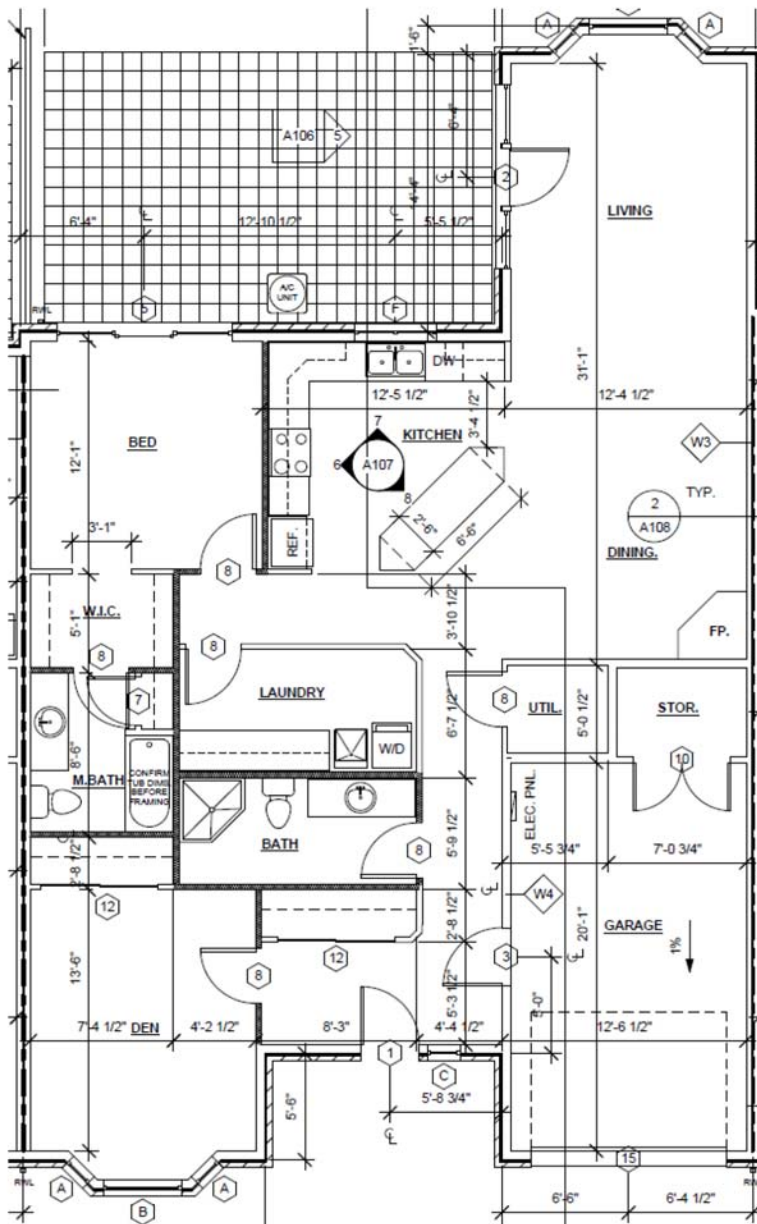 A
A
1'-6"
6'-4"
A106
5
2
4'-4"
LIVING
6'-4"
12'-10 1/2"
5'-5 1/2"
A/C
UNIT
RWL
5
F
DW
31'-1"
12'-5 1/2"
12'-4 1/2"
3'-4 1/2"
7
KITCHEN
BED
6
A107
W3
12'-1"
8
TYP.
2
A108
2'-6"
6'-6"
3'-1"
REF.
DINING.
8
W.I.C.
5'-1"
3'-10 1/2"
FP.
8
8
LAUNDRY
7
8
UTIL.
STOR.
6'-7 1/2"
5'-0 1/2"
W/D
8'-6"
M.BATH
CONFIRM
TUB DIMS.
BEFORE
FRAMING
10
ELEC. PNL.
BATH
8
5'-9 1/2"
5'-5 3/4"
7'-0 3/4"
2'-8 1/2"
12
W4
2'-8 1/2"
GARAGE
20'-1"
1%
12
8
3
13'-6"
5'-3 1/2"
7'-4 1/2"
DEN
4'-2 1/2"
8'-3"
4'-4 1/2"
12'-6 1/2"
1
C
5'-6"
5'-8 3/4"
RWL
A
B
A
15
6'-6"
6'-4 1/2"